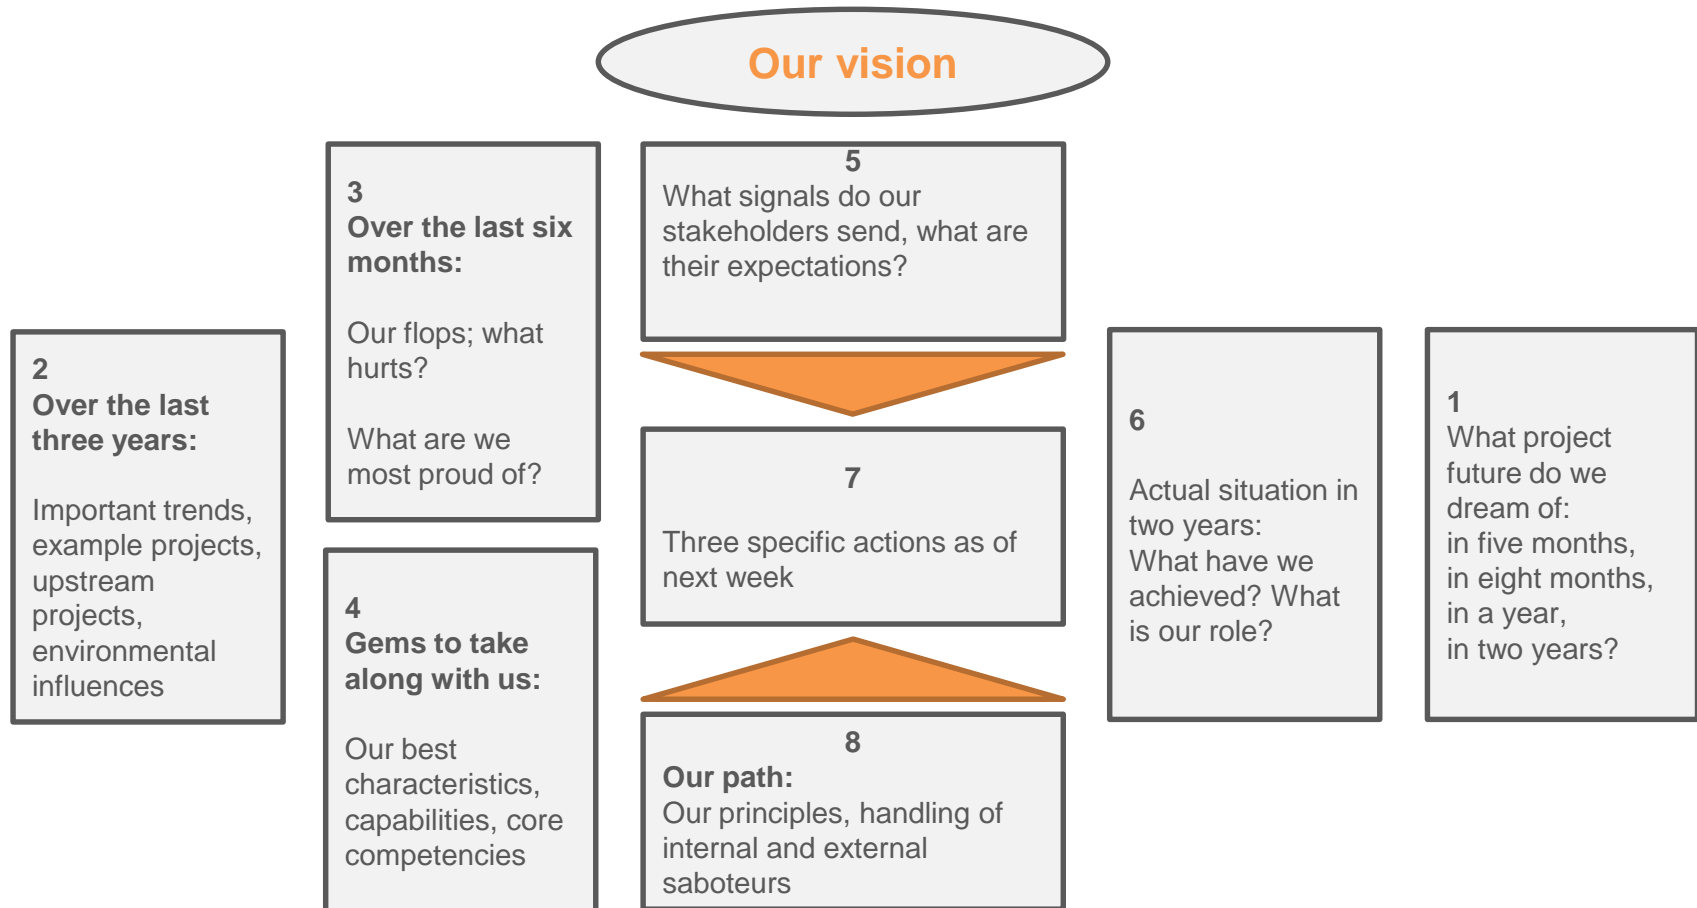 Our vision
2
Over the last
three years:
Important trends,
example projects,
upstream
projects,
environmental
influences
3
Over the last six
months:
Our flops; what
hurts?
What are we
most proud of?
4
Gems to take
along with us:
Our best
characteristics,
capabilities, core
competencies
5
What signals do our
stakeholders send, what are
their expectations?
7
Three specific actions as of
next week
8
Our path:
Our principles, handling of
internal and external
saboteurs
6
Actual situation in
two years:
What have we
achieved? What
is our role?
1
What project
future do we
dream of:
in five months,
in eight months,
in a year,
in two years?